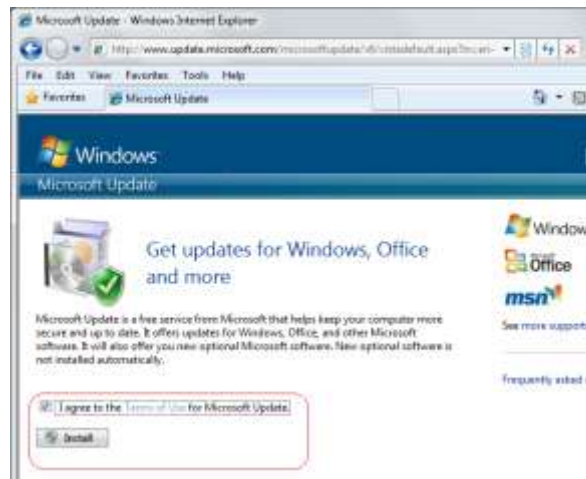 Microsoft Update - Windows Internet Explorer
http://www.update.microsoft.com/microsoftupdate/v6/
File Edit View Favorites Tools Help
Favorites Microsoft Update
Windows
Microsoft Update
Get updates for Windows, Office
and more
Window
Office
msn
See more support
Microsoft Update is a free service from Microsoft that helps keep your computer more
secure and up to date. It offers updates for Windows, Office, and other Microsoft
software. It will also offer you new optional Microsoft software. New optional software is
not installed automatically.
Frequently asked
I agree to the Terms of Use for Microsoft Update.
Install